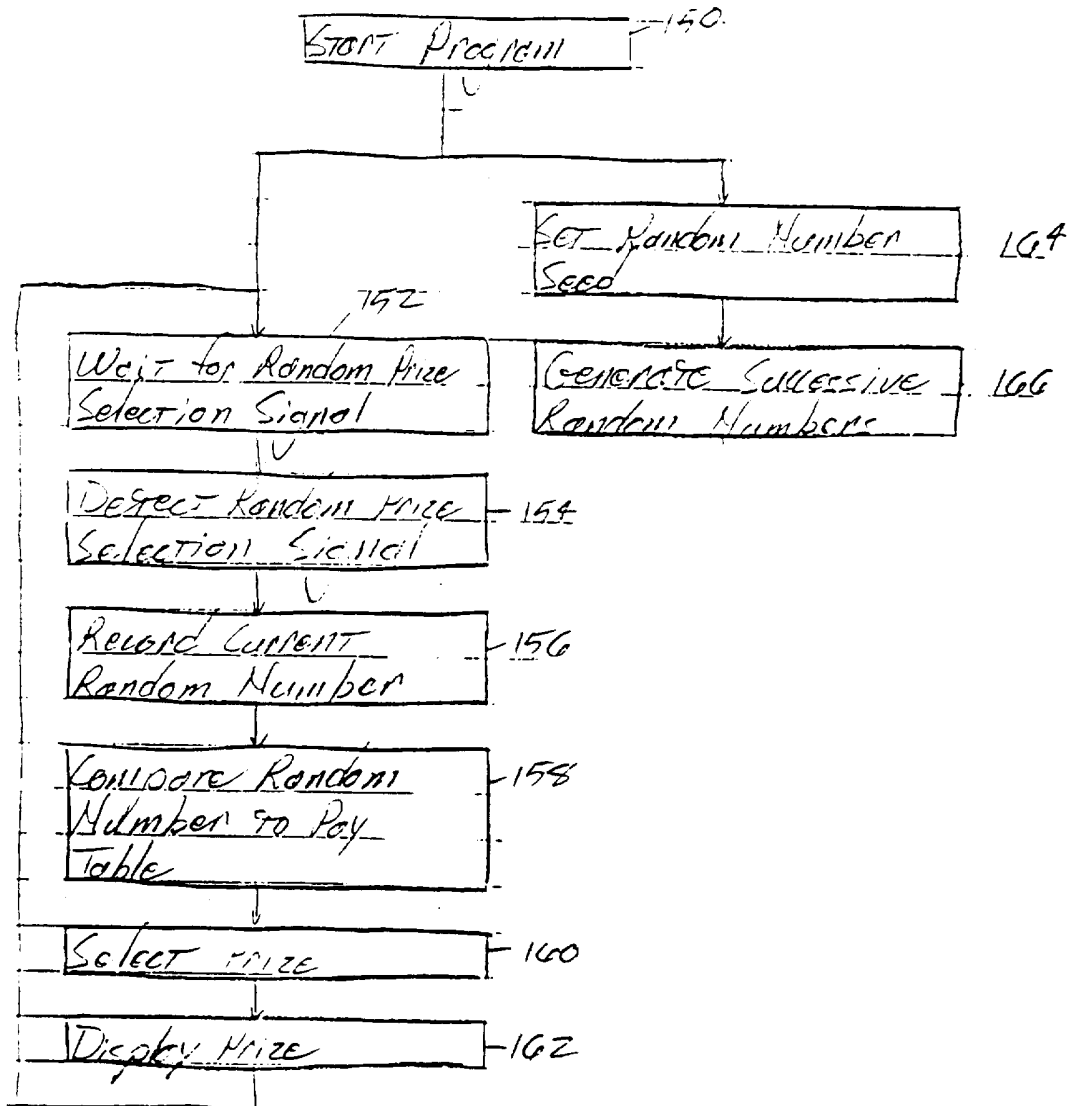 Start Program
150
Set Random Number
Seed
164
152
Wait for Random Prize
Selection Signal
Generate Successive
Random Numbers
166
Detect Random Prize
Selection Signal
154
Record Current
Random Number
156
Compare Random
Number to Pay
Table
158
Select Prize
160
Display Prize
162